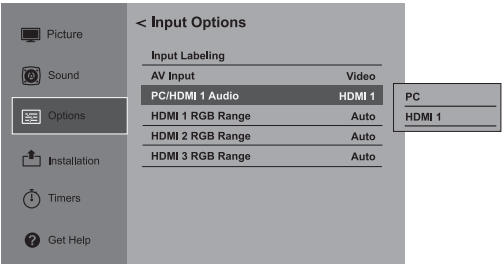 Picture
Sound
Options
Installation
Timers
Get Help
< Input Options
Input Labeling
AV Input Video
PC/HDMI 1 Audio HDMI 1
HDMI 1 RGB Range Auto
HDMI 2 RGB Range Auto
HDMI 3 RGB Range Auto
PC
HDMI 1